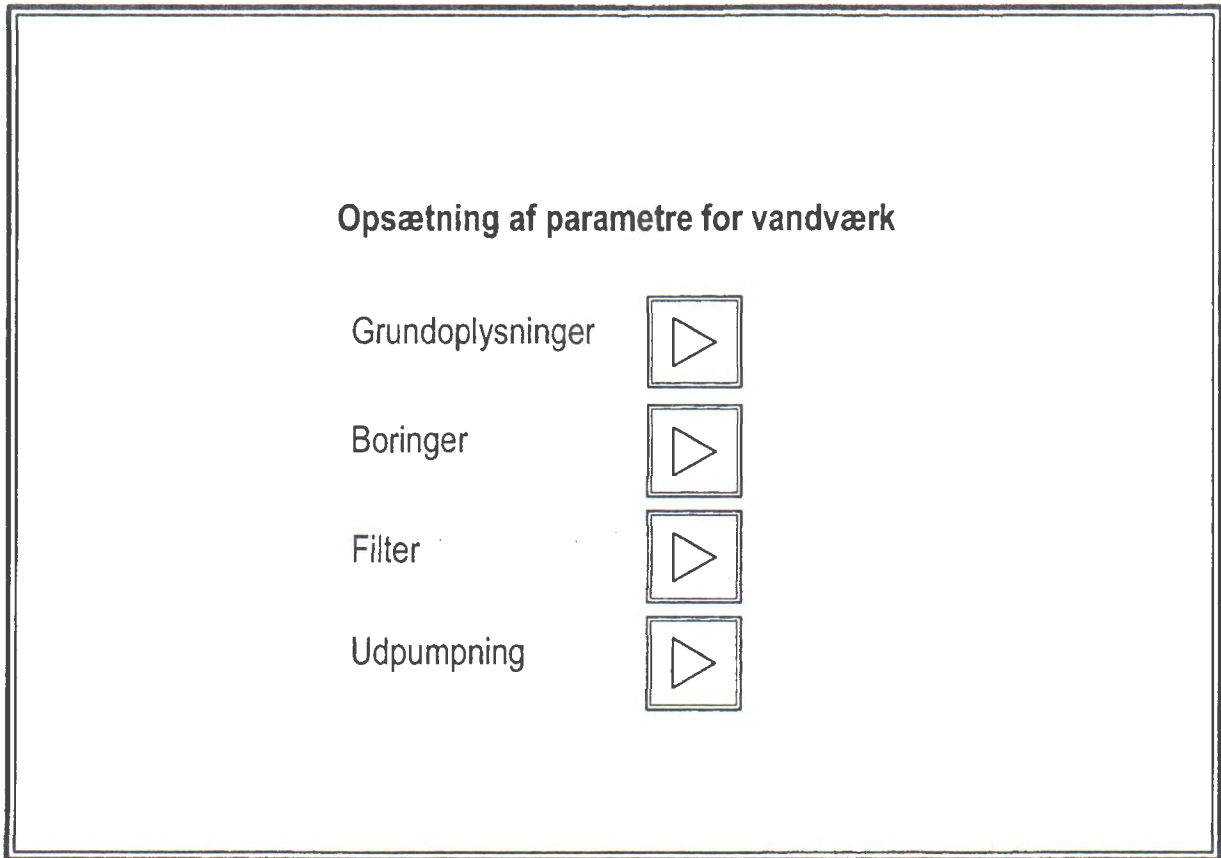 Opsætning af parametre for vandværk
Grundoplysninger
Boringer
Filter
Udpumpning